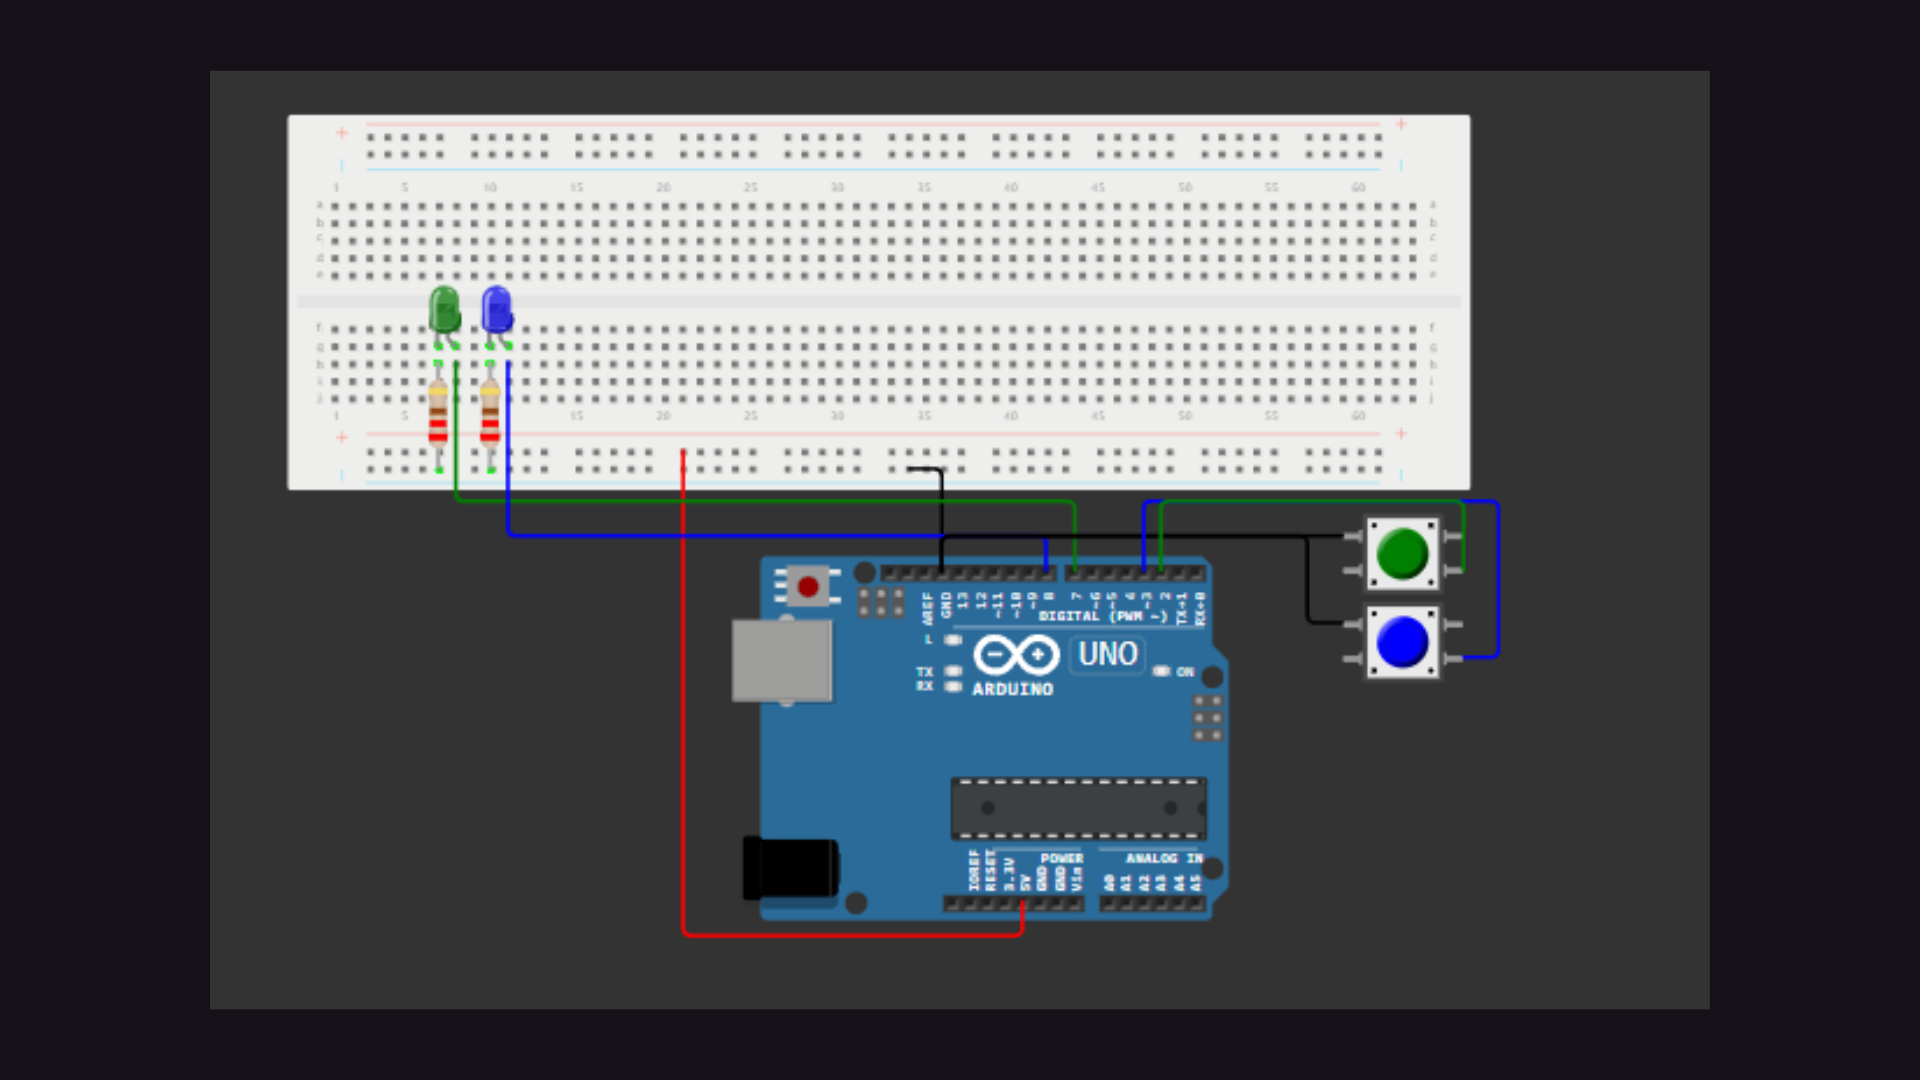 + +
1 5 10 15 20 25 30 35 40 45 50 55 60
a a
b b
c c
d d
e e
f f
g g
h h
i i
j j
1 5 15 20 25 30 35 40 45 50 55 60
+ +
AREF GND 13 12 ~11 ~10 ~9 8 7 ~6 ~5 4 ~3 2 TX→1 RX←0
DIGITAL (PWM ~)
L
UNO
TX
RX
ON
ARDUINO
POWER
ANALOG IN
IOREF RESET 3.3V 5V GND GND Vin A0 A1 A2 A3 A4 A5